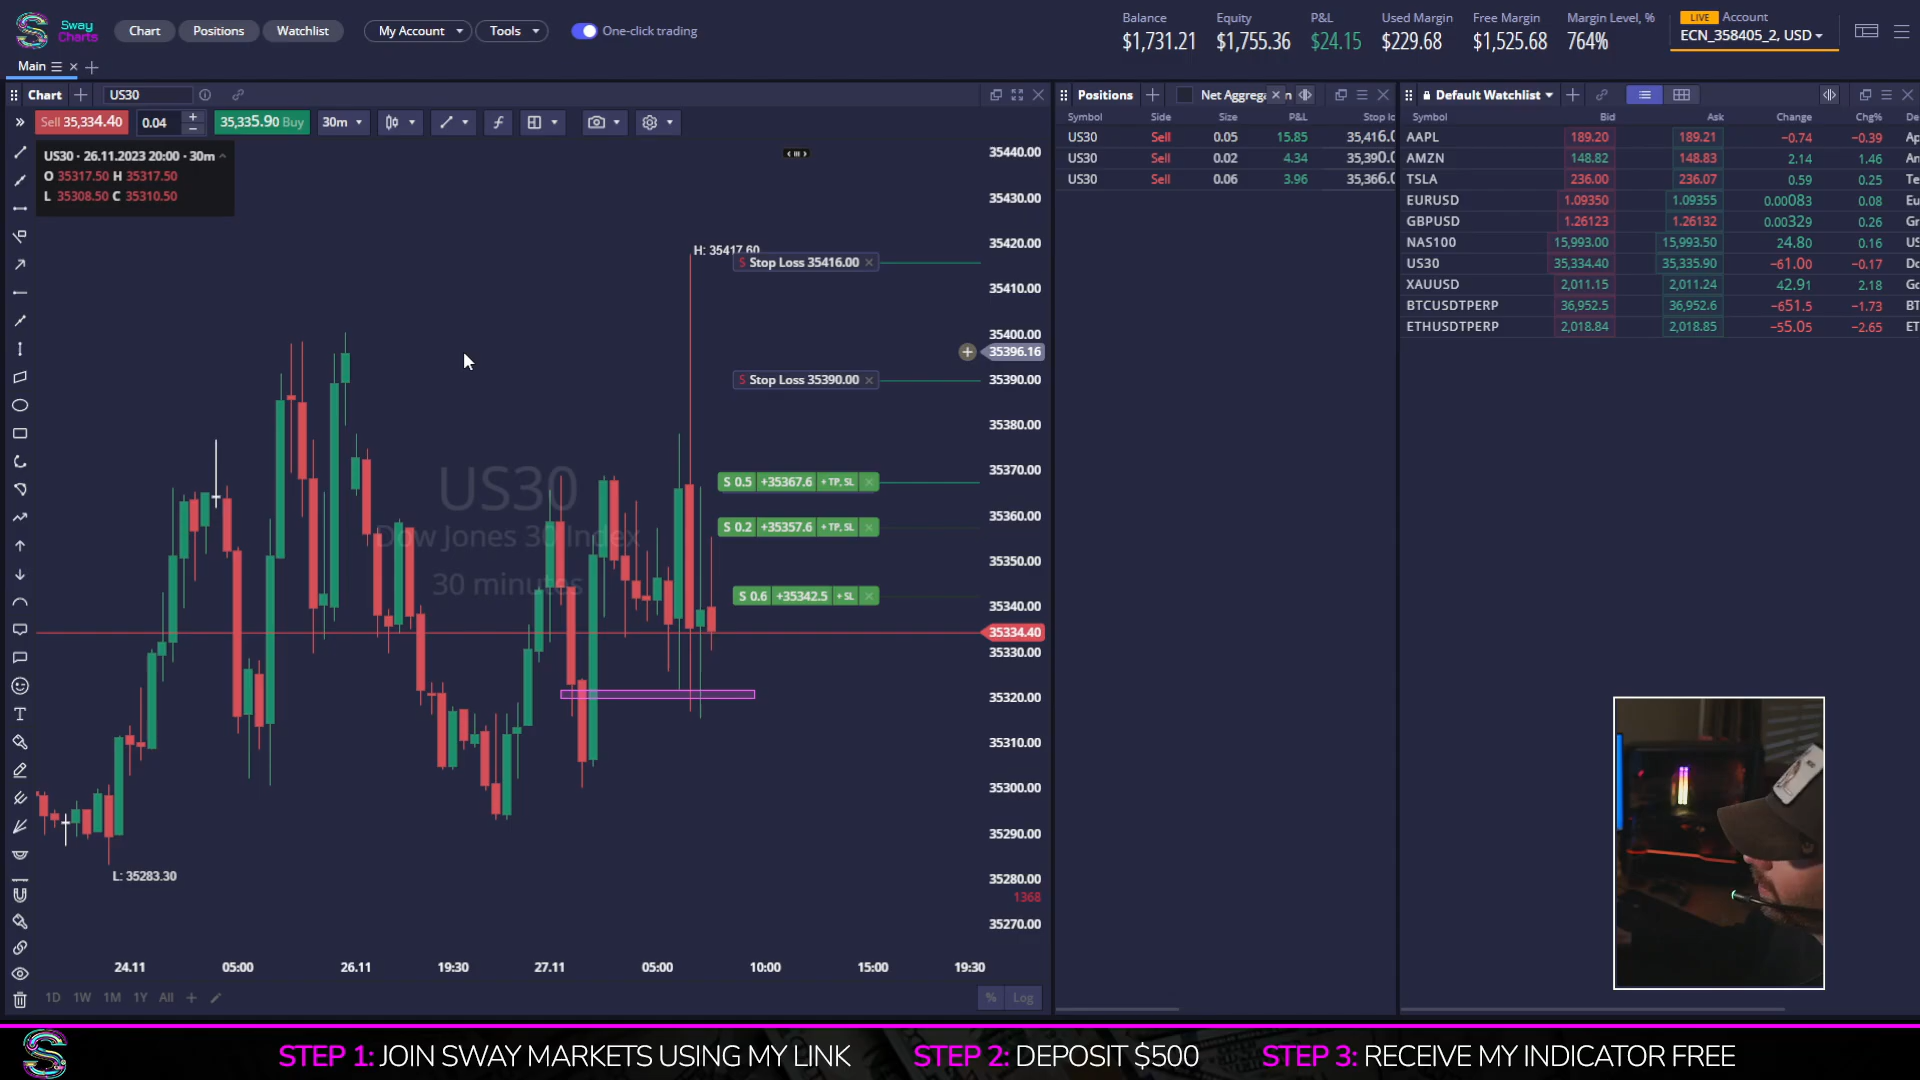 Sway Charts
Chart Positions Watchlist My Account Tools One-click trading
Balance Equity P&L Used Margin Free Margin Margin Level, % LIVE Account
$1,731.21 $1,755.36 $24.15 $229.68 $1,525.68 764% ECN_358405_2, USD
Main
Chart US30
Sell 35,334.40 0.04 35,335.90 Buy 30m
US30 · 26.11.2023 20:00 · 30m
O 35317.50 H 35317.50
L 35308.50 C 35310.50
H: 35417.60
S Stop Loss 35416.00
S Stop Loss 35390.00
S 0.5 +35367.6 + TP, SL
S 0.2 +35357.6 + TP, SL
S 0.6 +35342.5 + SL
US30
Dow Jones 30 Index
30 minutes
L: 35283.30
35440.00
35430.00
35420.00
35410.00
35400.00
35396.16
35390.00
35380.00
35370.00
35360.00
35350.00
35340.00
35334.40
35330.00
35320.00
35310.00
35300.00
35290.00
35280.00
1368
35270.00
24.11 05:00 26.11 19:30 27.11 05:00 10:00 15:00 19:30
1D 1W 1M 1Y All % Log
Positions Net Aggrega n
Symbol Side Size P&L Stop lo
US30 Sell 0.05 15.85 35,416.0
US30 Sell 0.02 4.34 35,390.0
US30 Sell 0.06 3.96 35,366.0
Default Watchlist
Symbol Bid Ask Change Chg% De
AAPL 189.20 189.21 −0.74 −0.39 Ap
AMZN 148.82 148.83 2.14 1.46 An
TSLA 236.00 236.07 0.59 0.25 Te
EURUSD 1.09350 1.09355 0.00083 0.08 Eu
GBPUSD 1.26123 1.26132 0.00329 0.26 Gr
NAS100 15,993.00 15,993.50 24.80 0.16 US
US30 35,334.40 35,335.90 −61.00 −0.17 Do
XAUUSD 2,011.15 2,011.24 42.91 2.18 Go
BTCUSDTPERP 36,952.5 36,952.6 −651.5 −1.73 BT
ETHUSDTPERP 2,018.84 2,018.85 −55.05 −2.65 ET
STEP 1: JOIN SWAY MARKETS USING MY LINK STEP 2: DEPOSIT $500 STEP 3: RECEIVE MY INDICATOR FREE